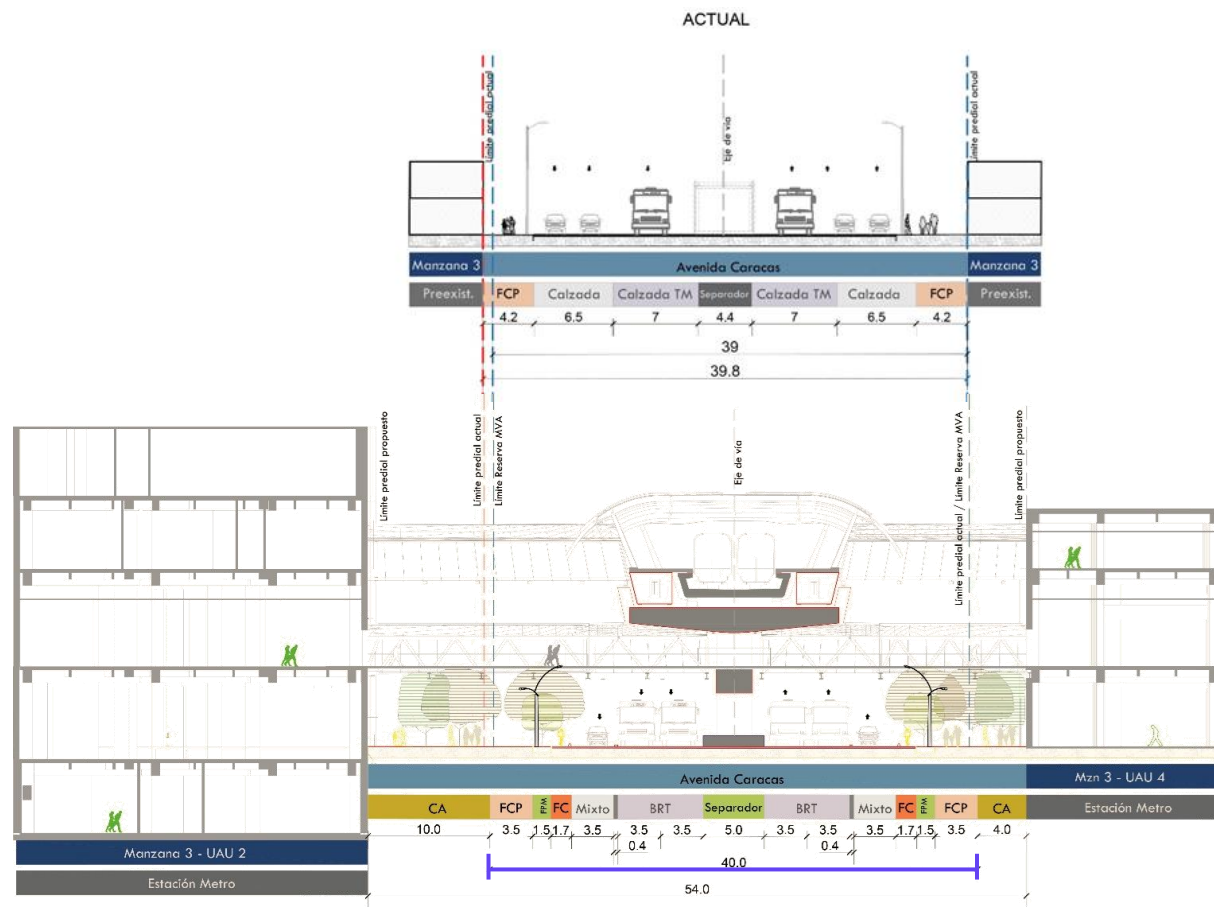 ACTUAL
Límite predial actual
Eje de vía
Límite predial actual
Manzana 3
Avenida Caracas
Manzana 3
Preexist.
FCP
Calzada
Calzada TM
Separador
Calzada TM
Calzada
FCP
Preexist.
4.2
6.5
7
4.4
7
6.5
4.2
39
39.8
Límite predial propuesto
Límite predial actual
Límite Reserva MVA
Eje de vía
Límite predial actual / Límite Reserva MVA
Límite predial propuesto
Avenida Caracas
Mzn 3 - UAU 4
CA
FCP
FPM
FC
Mixto
BRT
Separador
BRT
Mixto
FC
FPM
FCP
CA
Estación Metro
10.0
3.5
1.5
1.7
3.5
3.5
3.5
5.0
3.5
3.5
3.5
1.7
1.5
3.5
4.0
0.4
0.4
Manzana 3 - UAU 2
40.0
Estación Metro
54.0